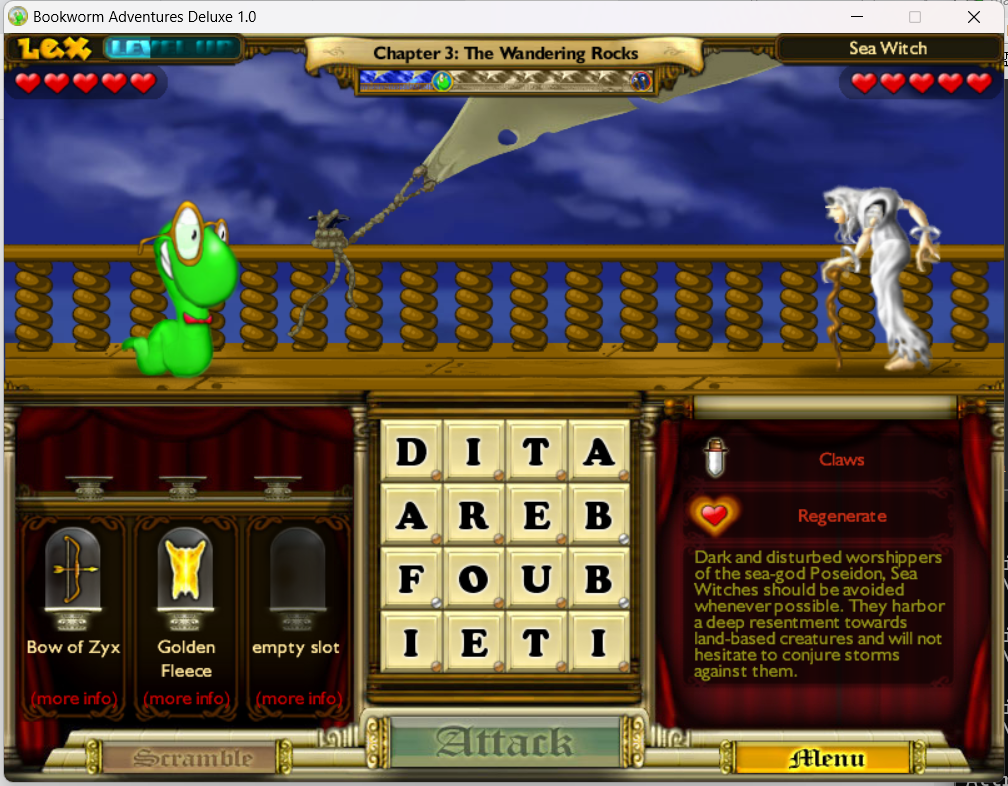 Bookworm Adventures Deluxe 1.0
LEX
Chapter 3: The Wandering Rocks
Sea Witch
D I T A
A R E B
F O U B
I E T I
Bow of Zyx
(more info)
Golden
Fleece
(more info)
empty slot
(more info)
Claws
Regenerate
Dark and disturbed worshippers
of the sea-god Poseidon, Sea
Witches should be avoided
whenever possible. They harbor
a deep resentment towards
land-based creatures and will not
hesitate to conjure storms
against them.
Scramble
Attack
Menu